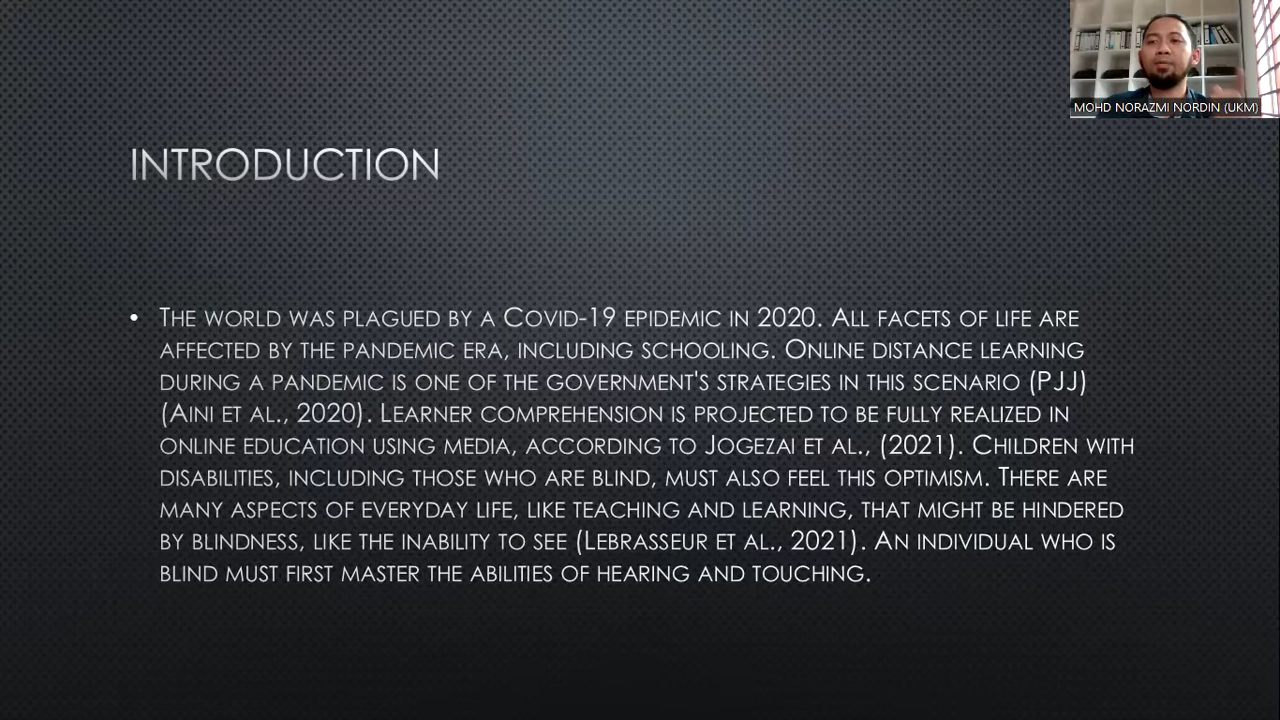 MOHD NORAZMI NORDIN (UKM)
INTRODUCTION
• The world was plagued by a Covid-19 epidemic in 2020. All facets of life are
affected by the pandemic era, including schooling. Online distance learning
during a pandemic is one of the government's strategies in this scenario (PJJ)
(Aini et al., 2020). Learner comprehension is projected to be fully realized in
online education using media, according to Jogezai et al., (2021). Children with
disabilities, including those who are blind, must also feel this optimism. There are
many aspects of everyday life, like teaching and learning, that might be hindered
by blindness, like the inability to see (Lebrasseur et al., 2021). An individual who is
blind must first master the abilities of hearing and touching.